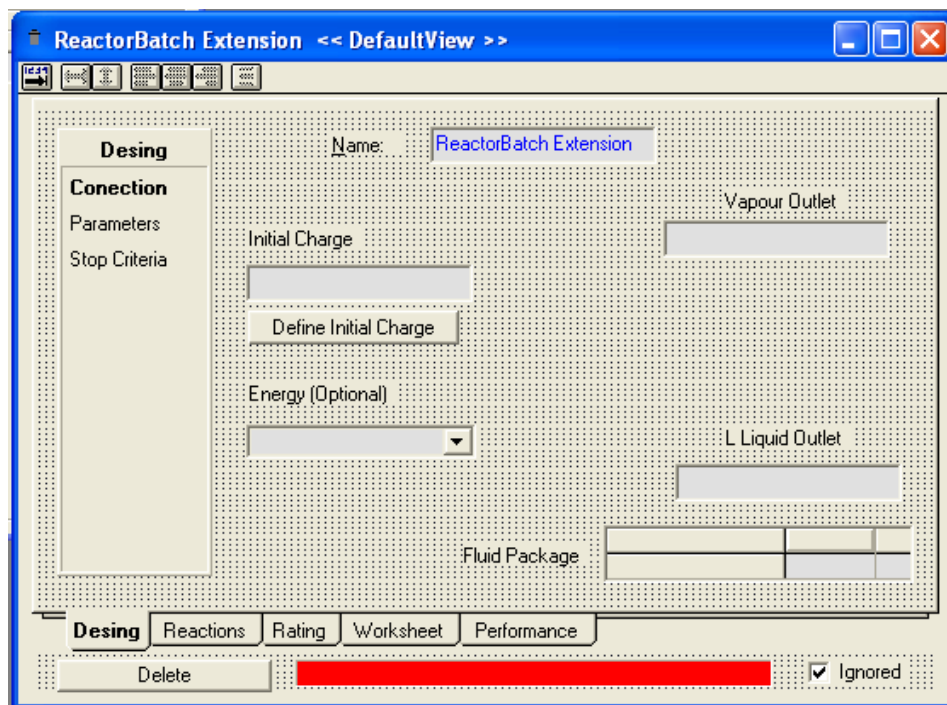 ReactorBatch Extension << DefaultView >>
Desing
Conection
Parameters
Stop Criteria
Name: ReactorBatch Extension
Vapour Outlet
Initial Charge
Define Initial Charge
Energy (Optional)
L Liquid Outlet
Fluid Package
Desing Reactions Rating Worksheet Performance
Delete Ignored